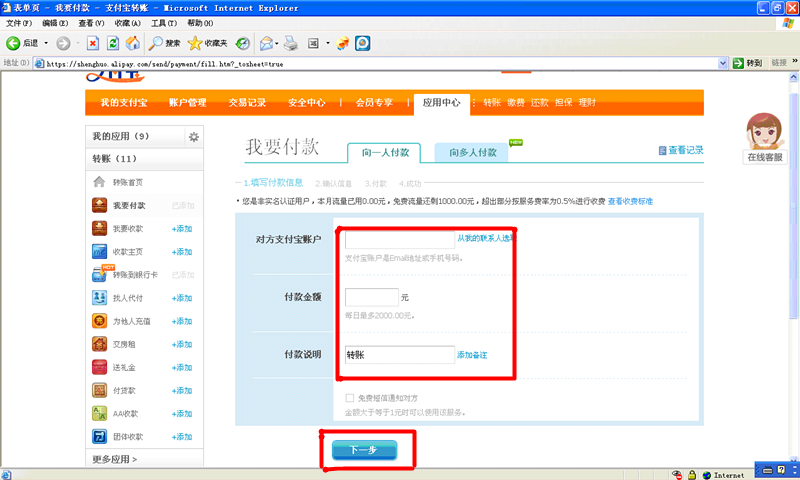 表单页 - 我要付款 - 支付宝转账 - Microsoft Internet Explorer
文件(F) 编辑(E) 查看(V) 收藏(A) 工具(T) 帮助(H)
后退 搜索 收藏夹
地址(D) https://shenghuo.alipay.com/send/payment/fill.htm?_tosheet=true 转到 链接 »
我的支付宝 账户管理 交易记录 安全中心 | 会员专享 | 应用中心 : 转账 缴费 还款 担保 理财
我的应用 (9)
转账 (11)
转账首页
我要付款 已添加
我要收款 +添加
收款主页 +添加
HOT
转账到银行卡 已添加
找人代付 +添加
为他人充值 +添加
交房租 +添加
送礼金 +添加
付贷款 +添加
AA收款 +添加
团体收款 +添加
更多应用 >
我要付款 向一人付款 向多人付款 NEW 查看记录
在线客服
1.填写付款信息 2.确认信息 3.付款 4.成功
• 您是非实名认证用户，本月流量已用0.00元，免费流量还剩1000.00元，超出部分按服务费率为0.5%进行收费 查看收费标准
对方支付宝账户 从我的联系人选择
支付宝账户是Email地址或手机号码。
付款金额 元
每日最多2000.00元。
付款说明 转账 添加备注
免费短信通知对方
金额大于等于1元时可以使用该服务。
下一步
Internet